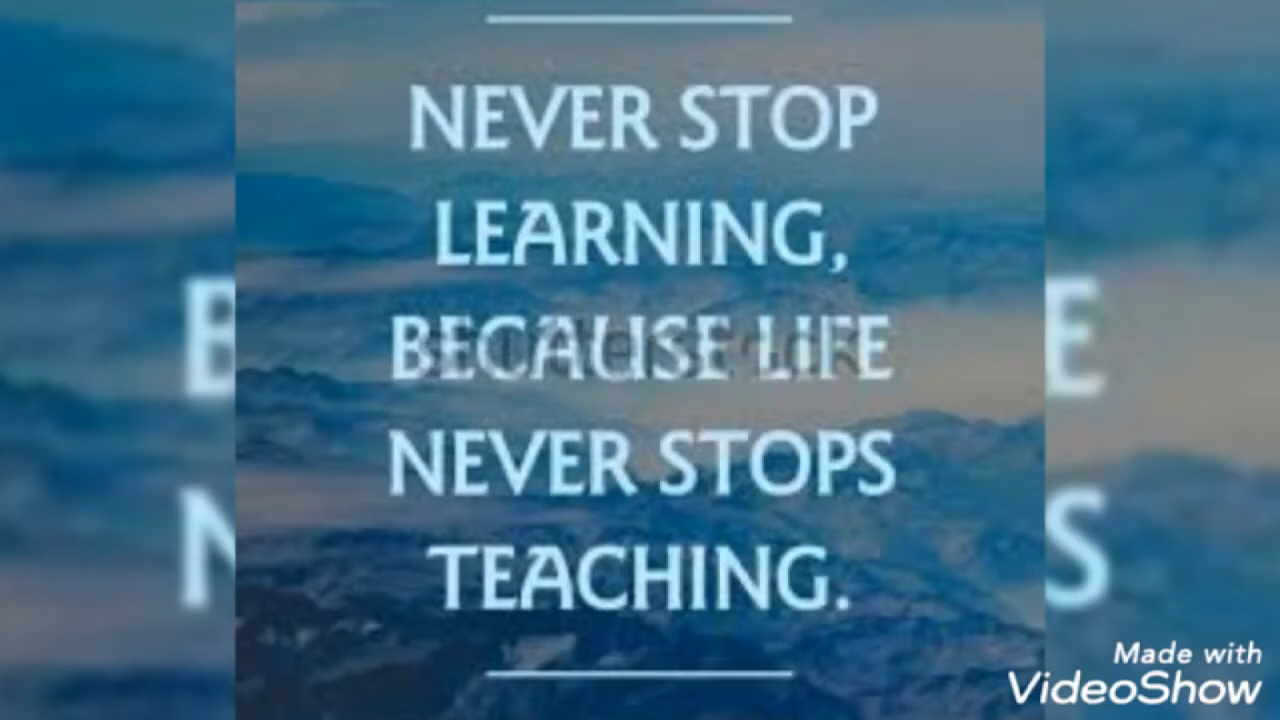 NEVER STOP
LEARNING,
BECAUSE LIFE
NEVER STOPS
TEACHING.
Made with
VideoShow